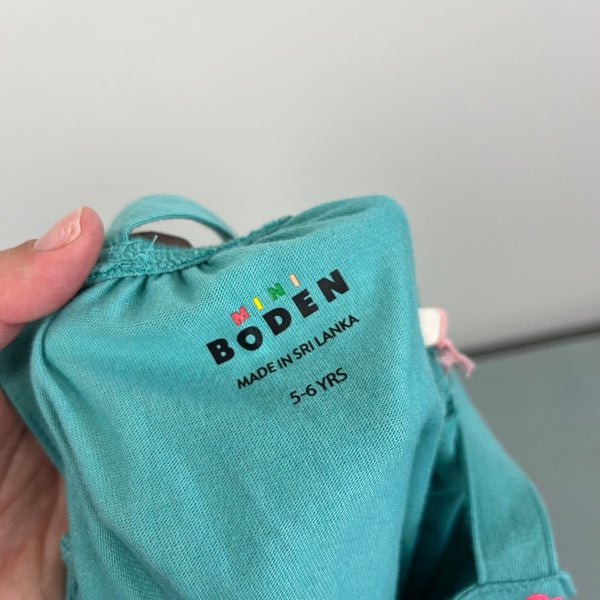 MINI
BODEN
MADE IN SRI LANKA
5-6 YRS